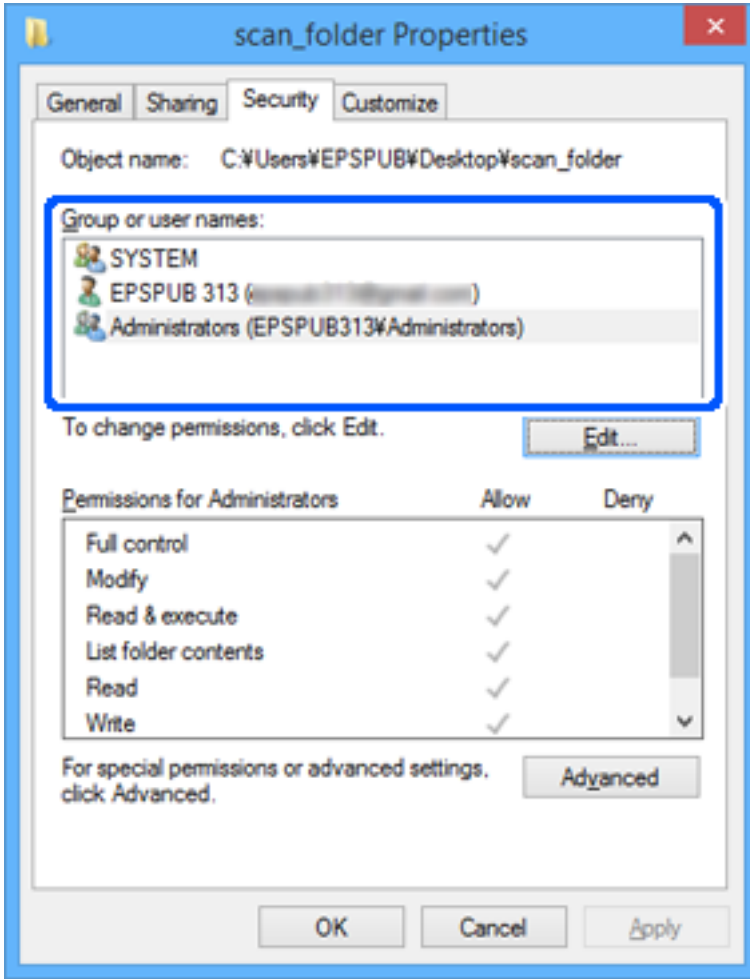 scan_folder Properties
General Sharing Security Customize
Object name: C:¥Users¥EPSPUB¥Desktop¥scan_folder
Group or user names:
SYSTEM
EPSPUB 313 ( )
Administrators (EPSPUB313¥Administrators)
To change permissions, click Edit.
Edit...
Permissions for Administrators Allow Deny
Full control
Modify
Read & execute
List folder contents
Read
Write
For special permissions or advanced settings,
click Advanced.
Advanced
OK Cancel Apply